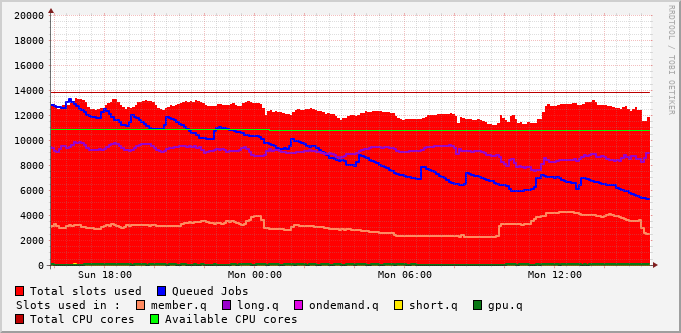 20000
18000
16000
14000
12000
10000
8000
6000
4000
2000
0
Sun 18:00 Mon 00:00 Mon 06:00 Mon 12:00
Total slots used Queued Jobs
Slots used in : member.q long.q ondemand.q short.q gpu.q
Total CPU cores Available CPU cores
RRDTOOL / TOBI OETIKER